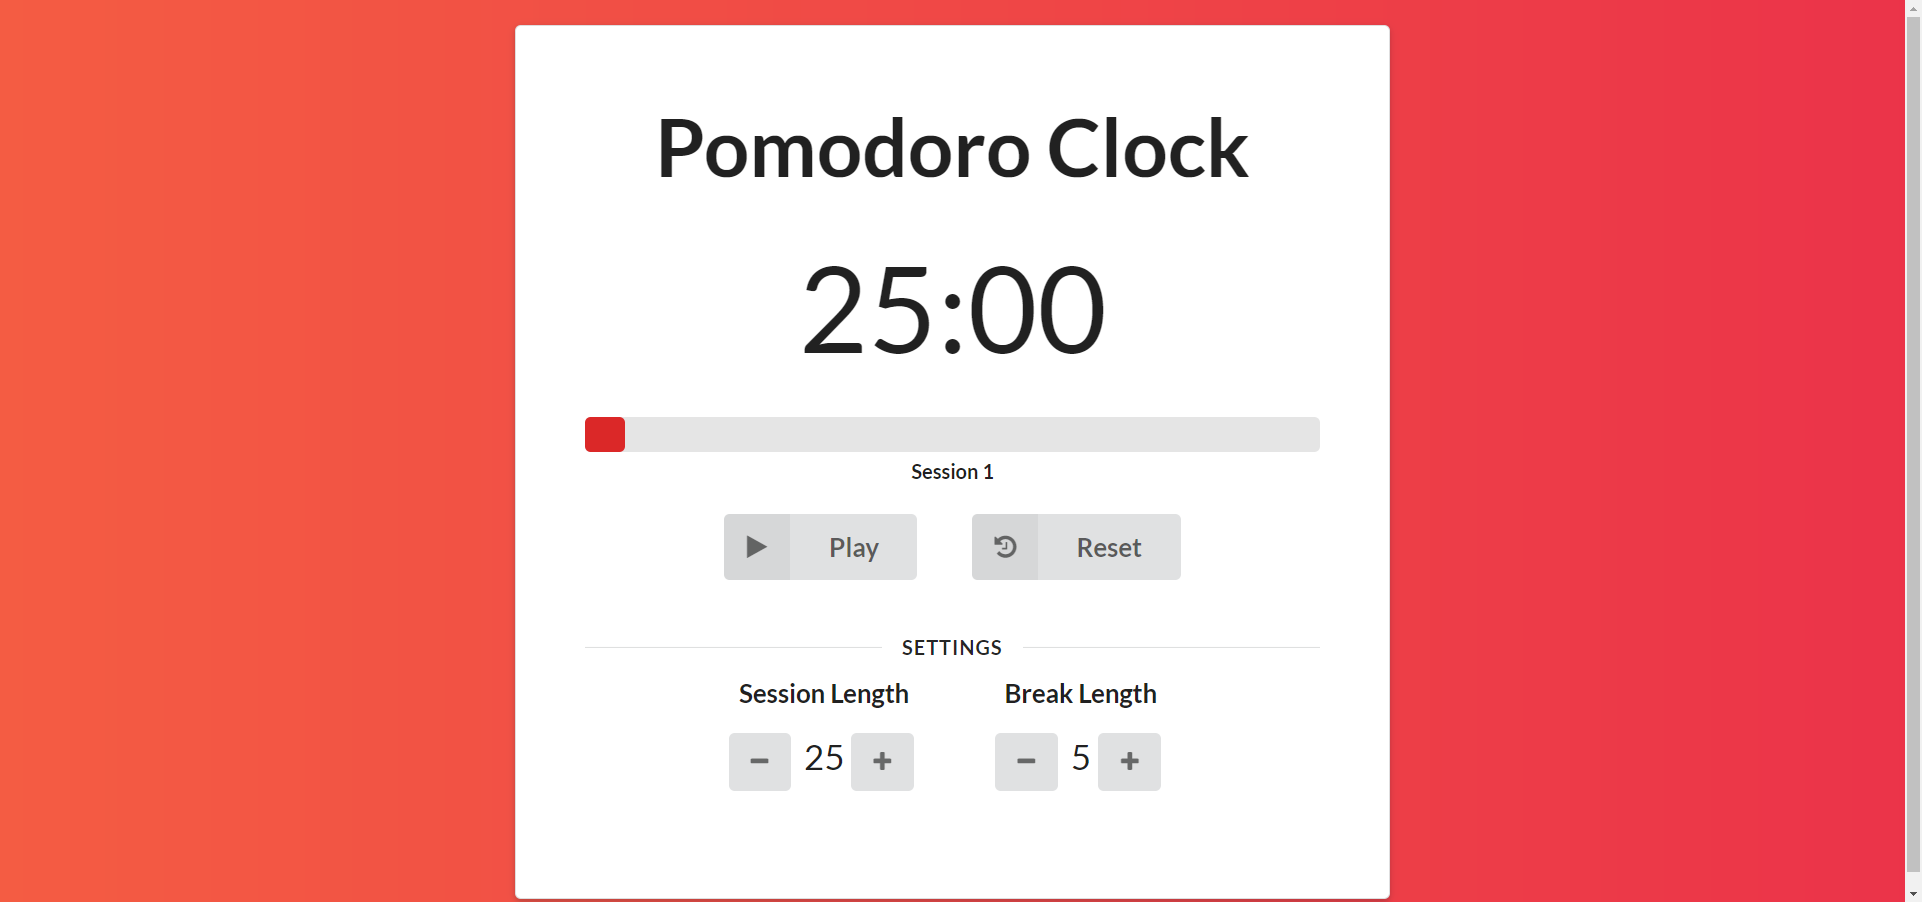 Pomodoro Clock
25:00
Session 1
Play Reset
SETTINGS
Session Length Break Length
25 5